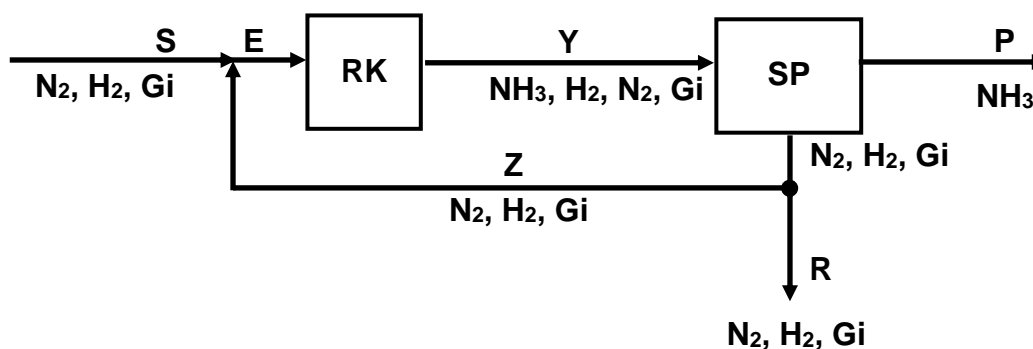 S
E
RK
Y
SP
P
N₂, H₂, Gi
NH₃, H₂, N₂, Gi
NH₃
N₂, H₂, Gi
Z
N₂, H₂, Gi
R
N₂, H₂, Gi